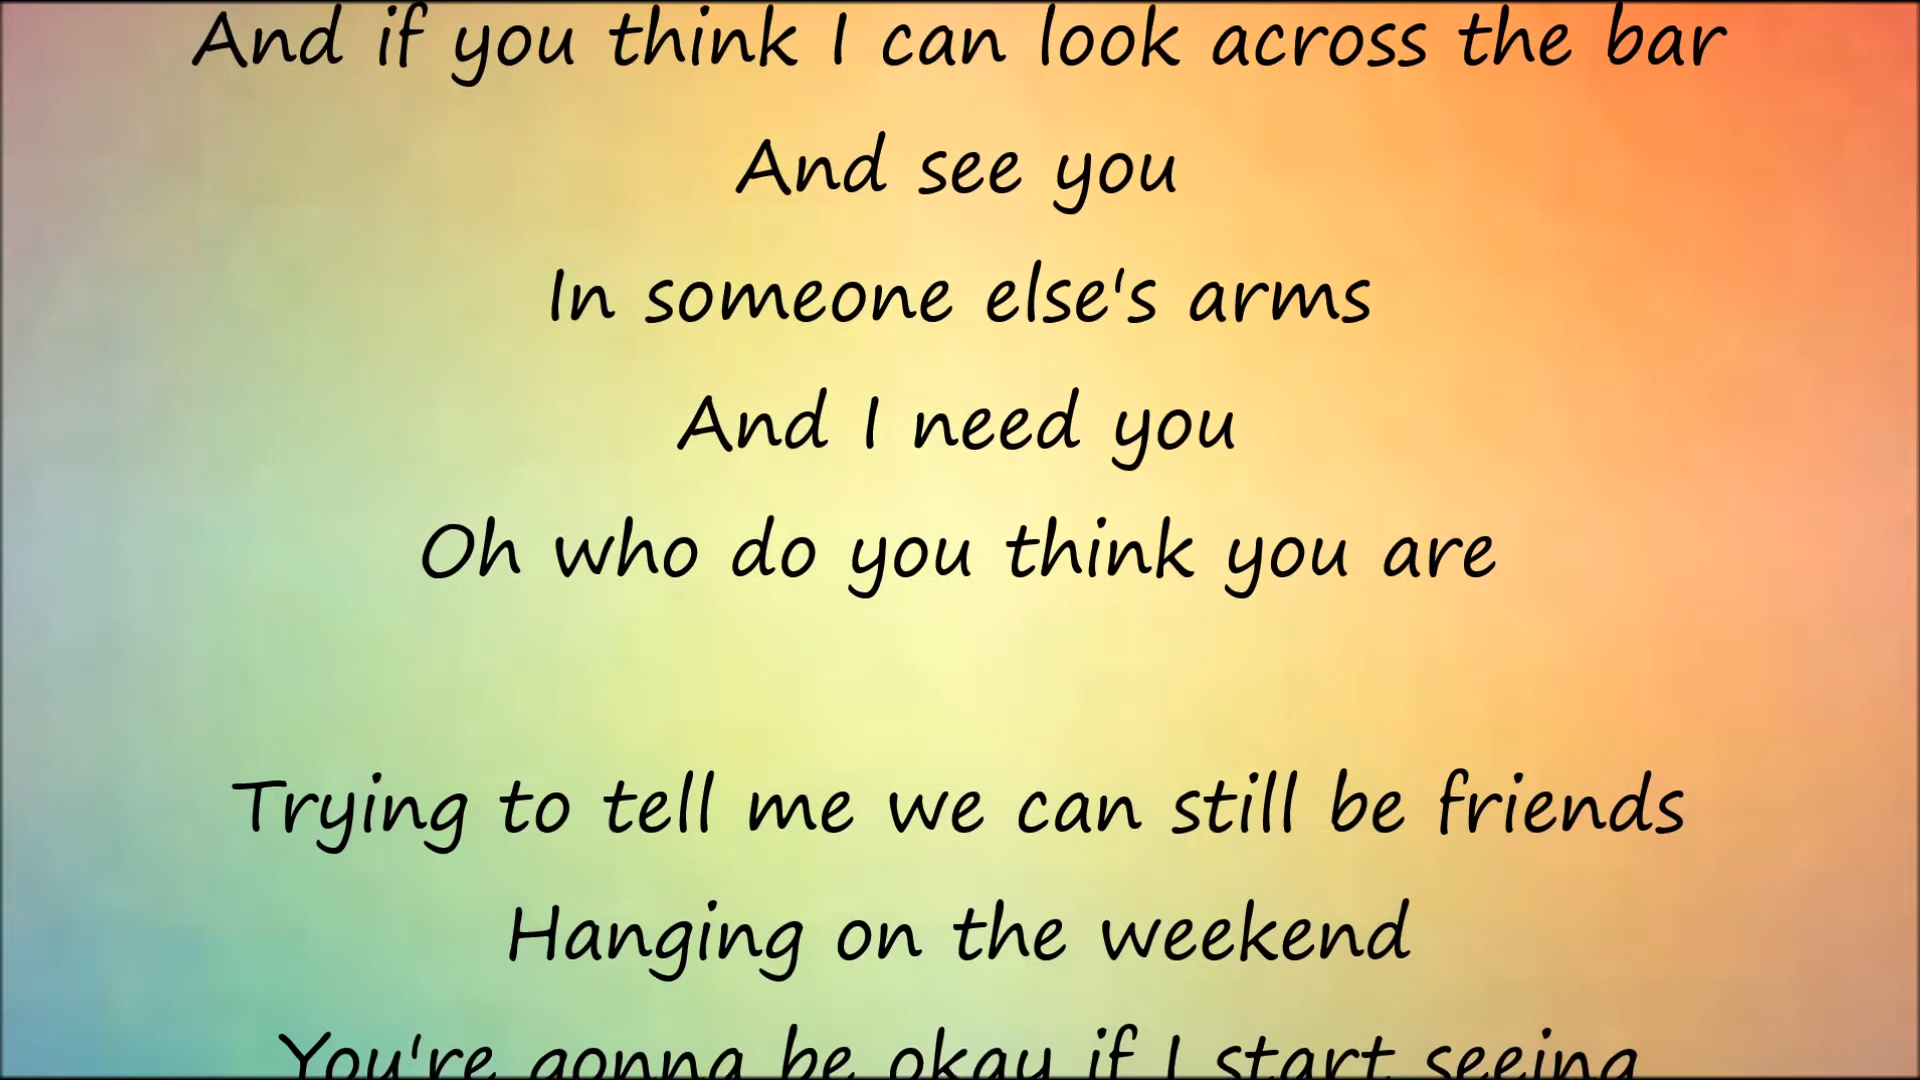 And if you think I can look across the bar
And see you
In someone else's arms
And I need you
Oh who do you think you are
Trying to tell me we can still be friends
Hanging on the weekend
You're gonna be okay if I start seeing